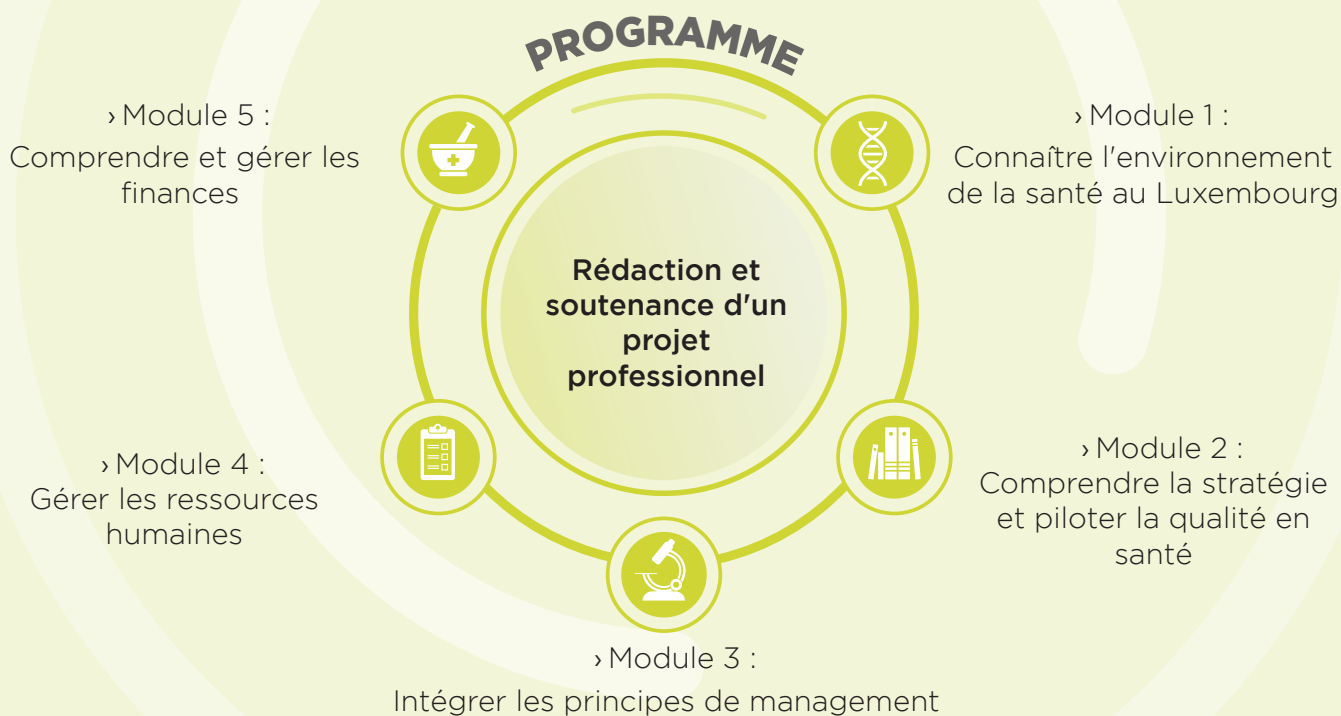 PROGRAMME
› Module 1 :
Connaître l'environnement
de la santé au Luxembourg
› Module 2 :
Comprendre la stratégie
et piloter la qualité en
santé
› Module 3 :
Intégrer les principes de management
› Module 4 :
Gérer les ressources
humaines
› Module 5 :
Comprendre et gérer les
finances
Rédaction et
soutenance d'un
projet
professionnel